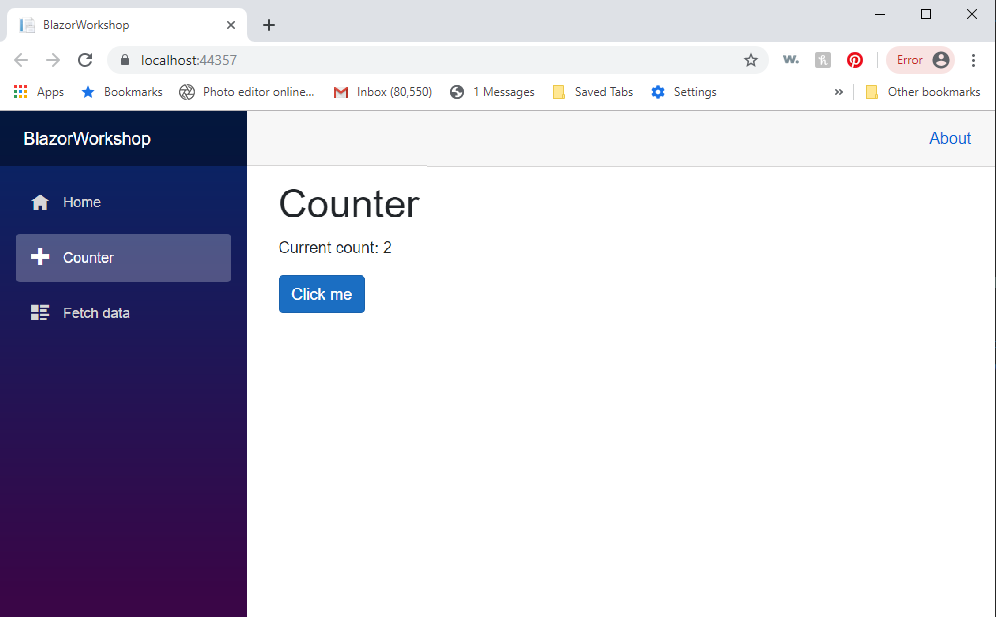 BlazorWorkshop
localhost:44357
w.
Error
Apps
Bookmarks
Photo editor online...
Inbox (80,550)
1 Messages
Saved Tabs
Settings
»
Other bookmarks
BlazorWorkshop
About
Home
Counter
Fetch data
Counter
Current count: 2
Click me